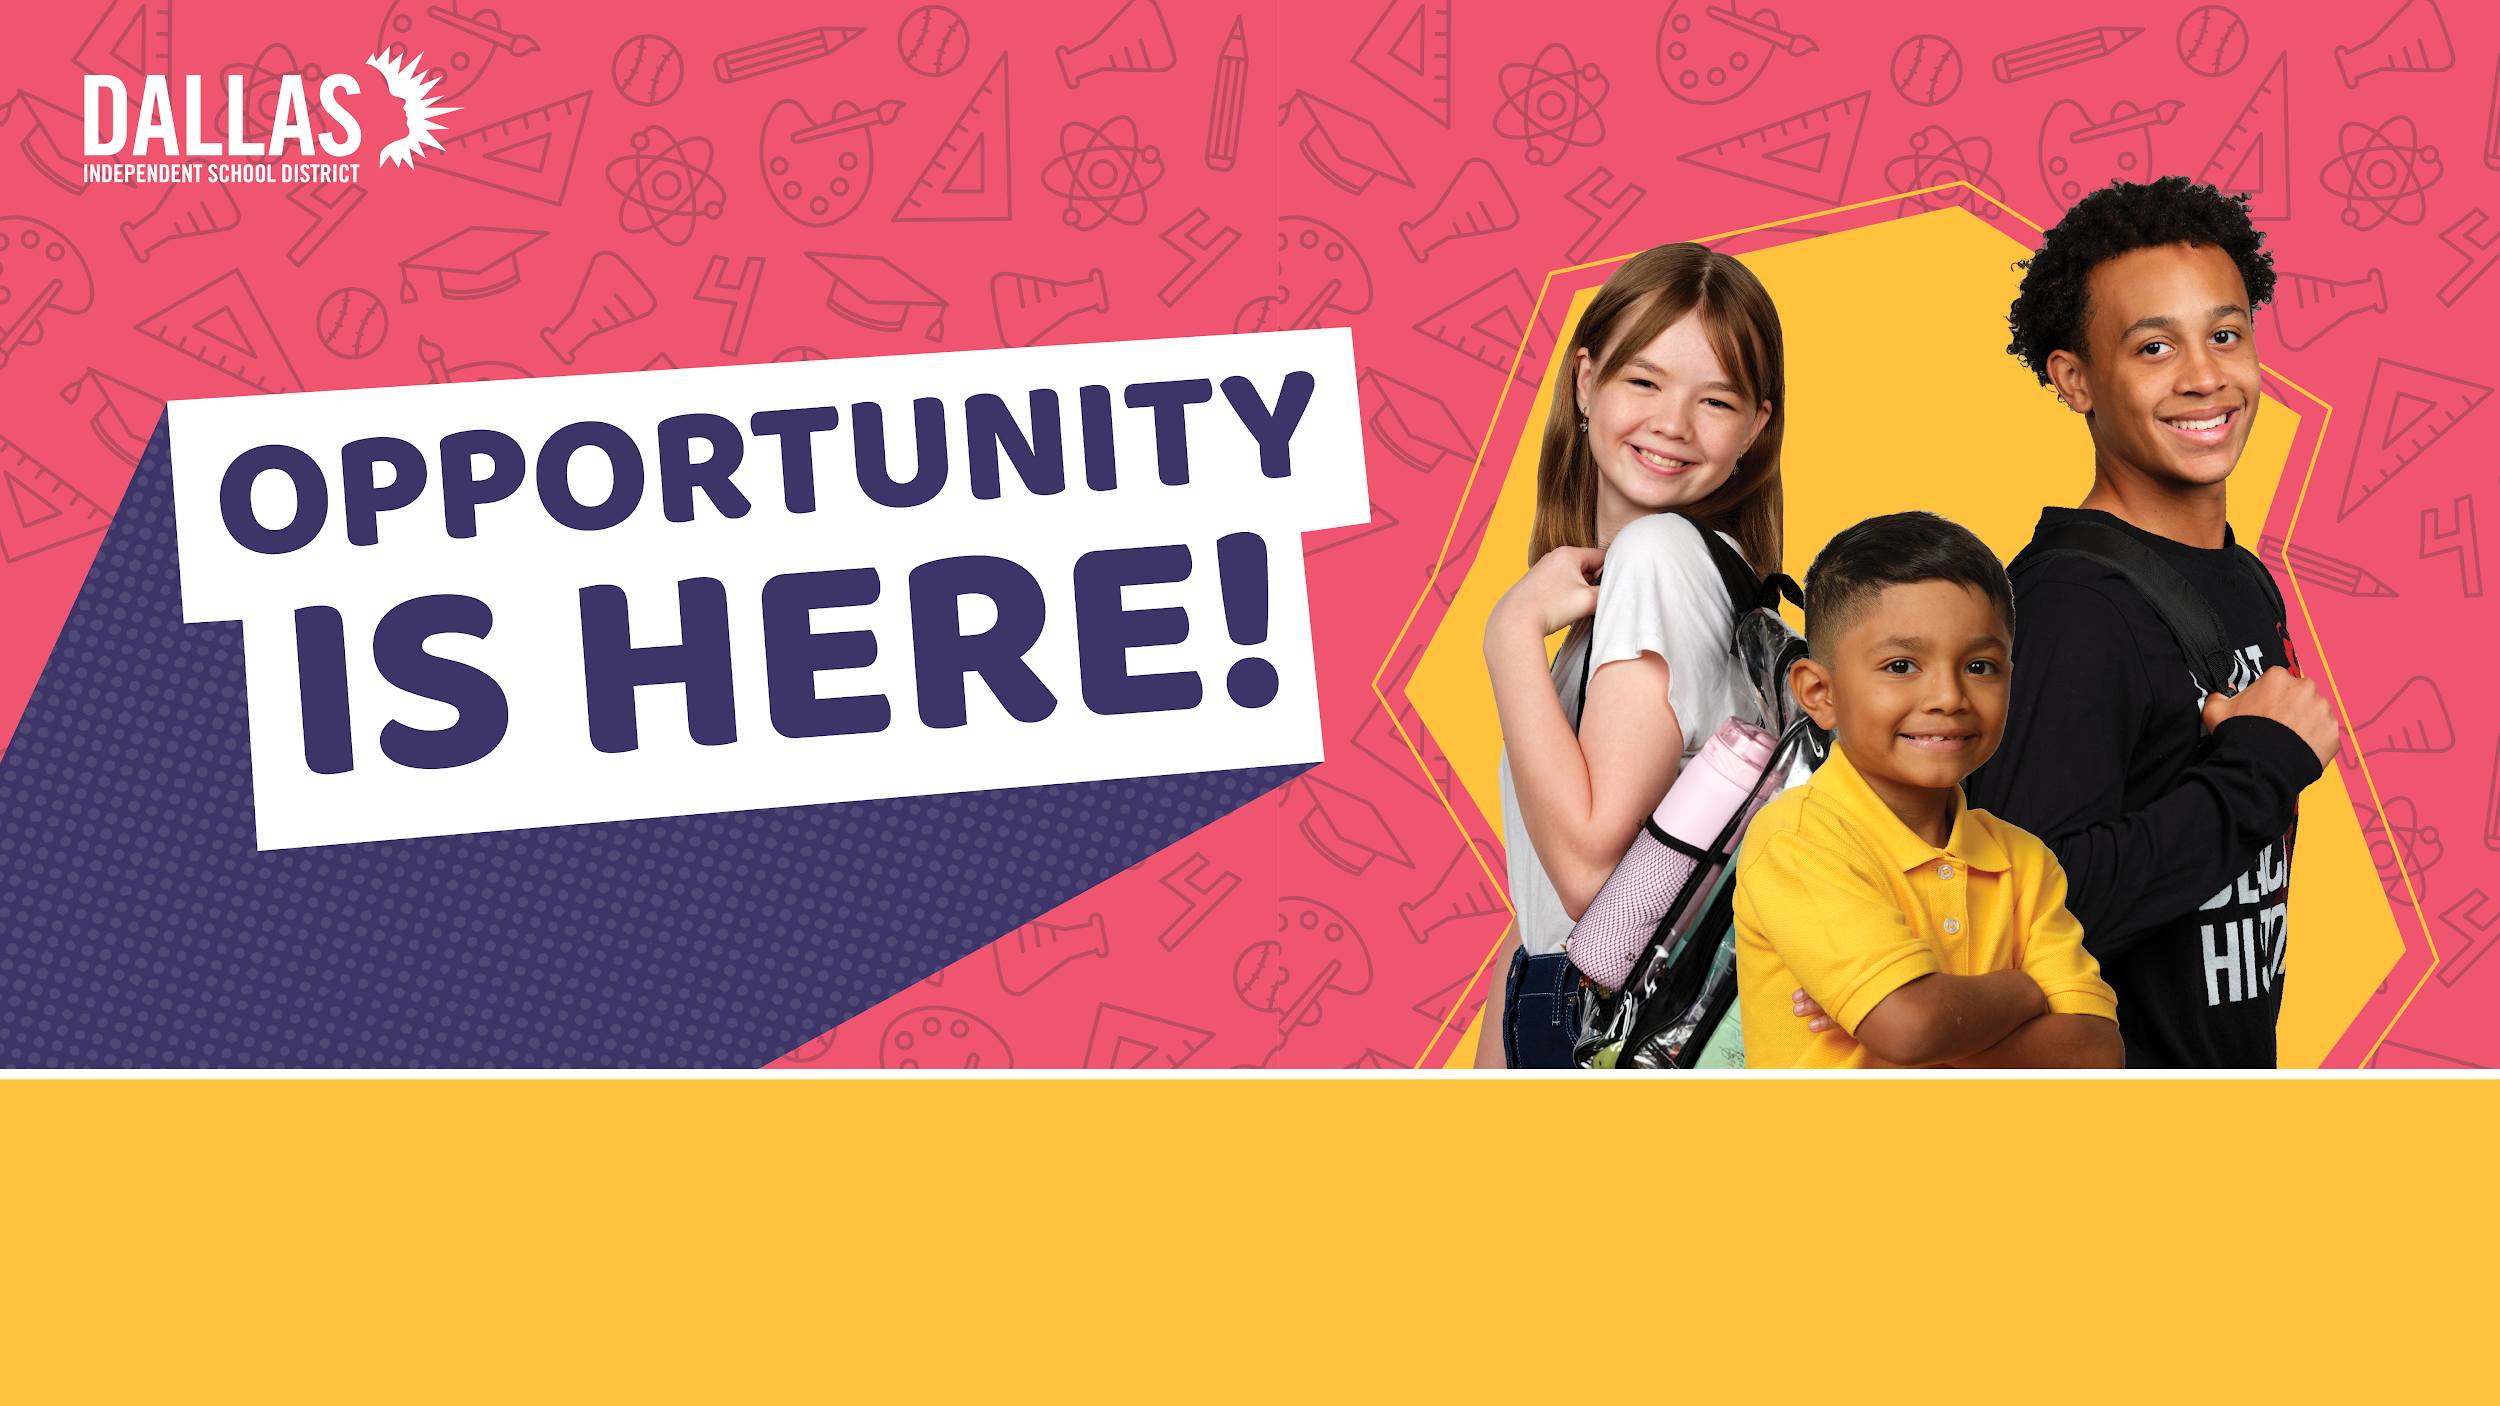 DALLAS
INDEPENDENT SCHOOL DISTRICT
OPPORTUNITY
IS HERE!